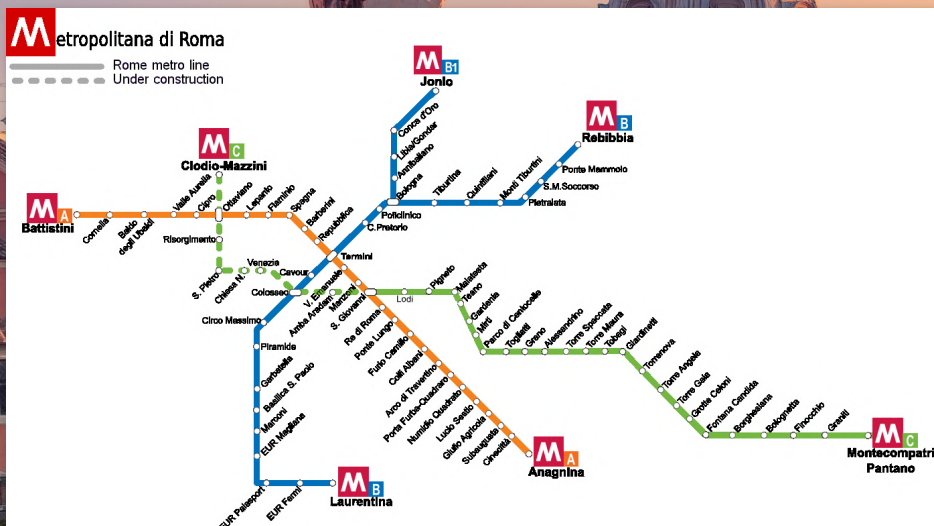 Metropolitana di Roma
Rome metro line
Under construction
M B1
Jonio
Conca d'Oro
Libia/Gondar
Annibaliano
Bologna
M B
Rebibbia
Ponte Mammolo
S.M.Soccorso
Pietralata
Monti Tiburtini
Quintiliani
Tiburtina
Policlinico
C.Pretorio
M C
Clodio-Mazzini
M A
Battistini
Cornelia
Baldo
degli Ubaldi
Valle Aurelia
Cipro
Ottaviano
Lepanto
Flaminio
Spagna
Barberini
Repubblica
Termini
Risorgimento
S. Pietro
Chiesa N.
Venezia
Cavour
Colosseo
V. Emanuele
Amba Aradam
Manzoni
S. Giovanni
Lodi
Pigneto
Malatesta
Teano
Gardenie
Mirti
Parco di Centocelle
Togliatti
Grano
Alessandrino
Torre Spaccata
Torre Maura
Tobagi
Giardinetti
Torrenova
Torre Angela
Torre Gaia
Grotte Celoni
Fontana Candida
Borghesiana
Bolognetta
Finocchio
Graniti
M C
Montecompatri
Pantano
Circo Massimo
Piramide
Garbatella
Basilica S. Paolo
Marconi
EUR Magliana
EUR Palasport
EUR Fermi
M B
Laurentina
Re di Roma
Ponte Lungo
Furio Camillo
Colli Albani
Arco di Travertino
Porta Furba-Quadraro
Numidio Quadrato
Lucio Sestio
Giulio Agricola
Subaugusta
Cinecittà
M A
Anagnina